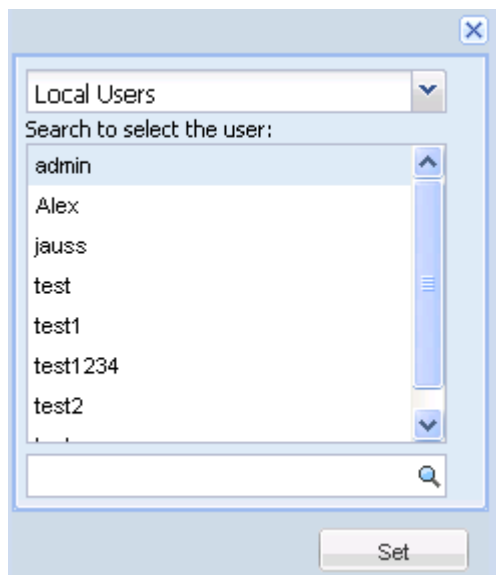 Local Users
Search to select the user:
admin
Alex
jauss
test
test1
test1234
test2
Set